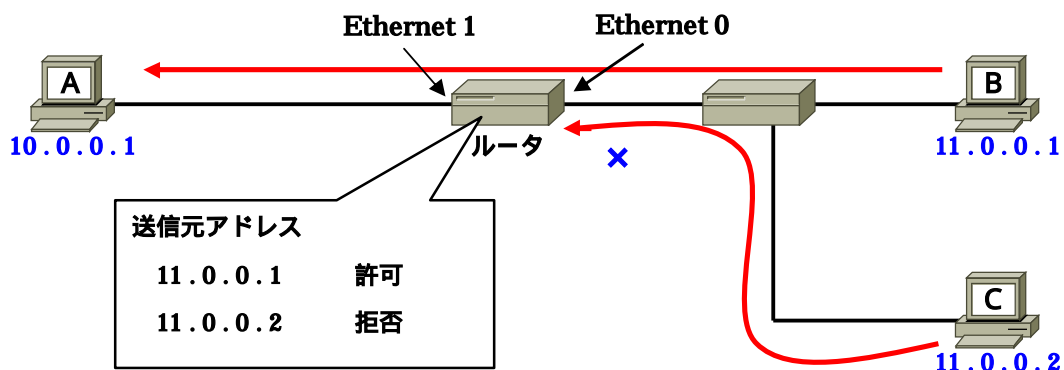 Ethernet 1
Ethernet 0
A
B
10.0.0.1
ルータ
×
11.0.0.1
送信元アドレス
11.0.0.1 許可
11.0.0.2 拒否
C
11.0.0.2